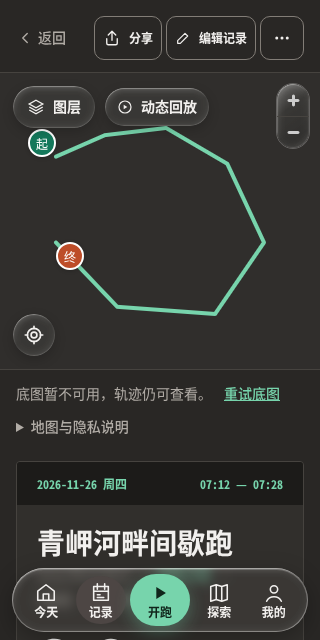 返回
分享
编辑记录
图层
动态回放
起
终
底图暂不可用，轨迹仍可查看。 重试底图
地图与隐私说明
2026-11-26 周四
07:12 — 07:28
青岬河畔间歇跑
今天
记录
开跑
探索
我的